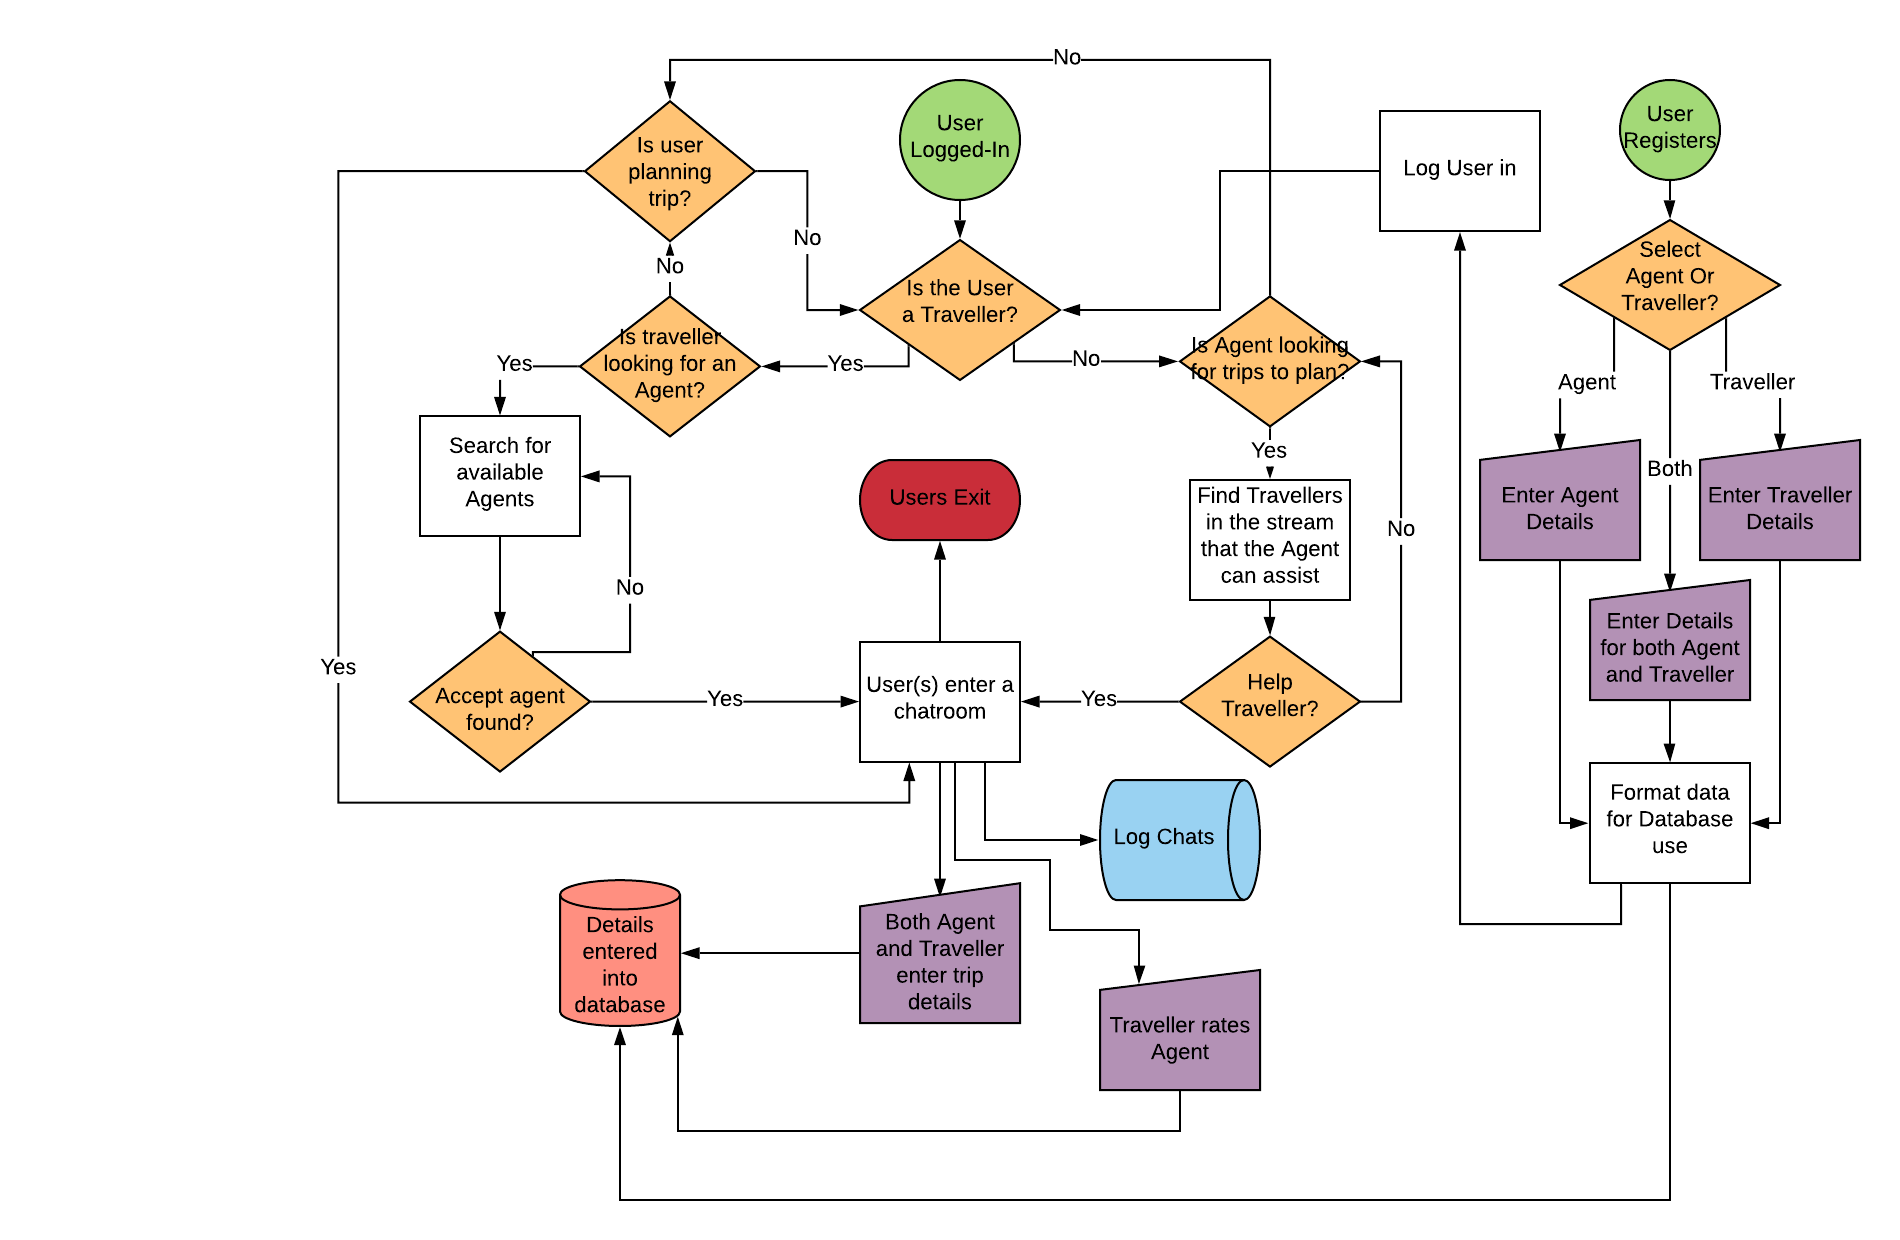 No
User
Logged-In
User
Registers
Is user
planning
trip?
Log User in
No
No
Select
Agent Or
Traveller?
Is the User
a Traveller?
Is traveller
looking for an
Agent?
Yes
Yes
No
Is Agent looking
for trips to plan?
Agent
Traveller
Both
Search for
available
Agents
Yes
Users Exit
Find Travellers
in the stream
that the Agent
can assist
No
Enter Agent
Details
Enter Traveller
Details
No
Yes
Enter Details
for both Agent
and Traveller
Accept agent
found?
Yes
User(s) enter a
chatroom
Yes
Help
Traveller?
Format data
for Database
use
Log Chats
Details
entered
into
database
Both Agent
and Traveller
enter trip
details
Traveller rates
Agent